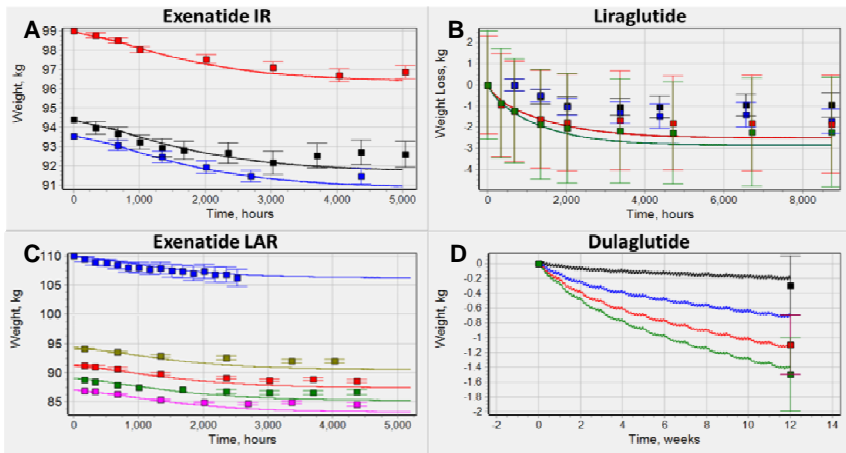 A Exenatide IR
99
98
97
96
95
94
93
92
91
Weight, kg
0 1,000 2,000 3,000 4,000 5,000
Time, hours
B Liraglutide
2
1
0
-1
-2
-3
4
Weight Loss, kg
0 2,000 4,000 6,000 8,000
Time, hours
C Exenatide LAR
110
105
100
95
90
85
Weight, kg
0 1,000 2,000 3,000 4,000 5,000
Time, hours
D Dulaglutide
-0
-0.2
-0.4
-0.6
-0.8
-1
-1.2
-1.4
-1.6
-1.8
-2
Weight, kg
-2 0 2 4 6 8 10 12 14
Time, weeks